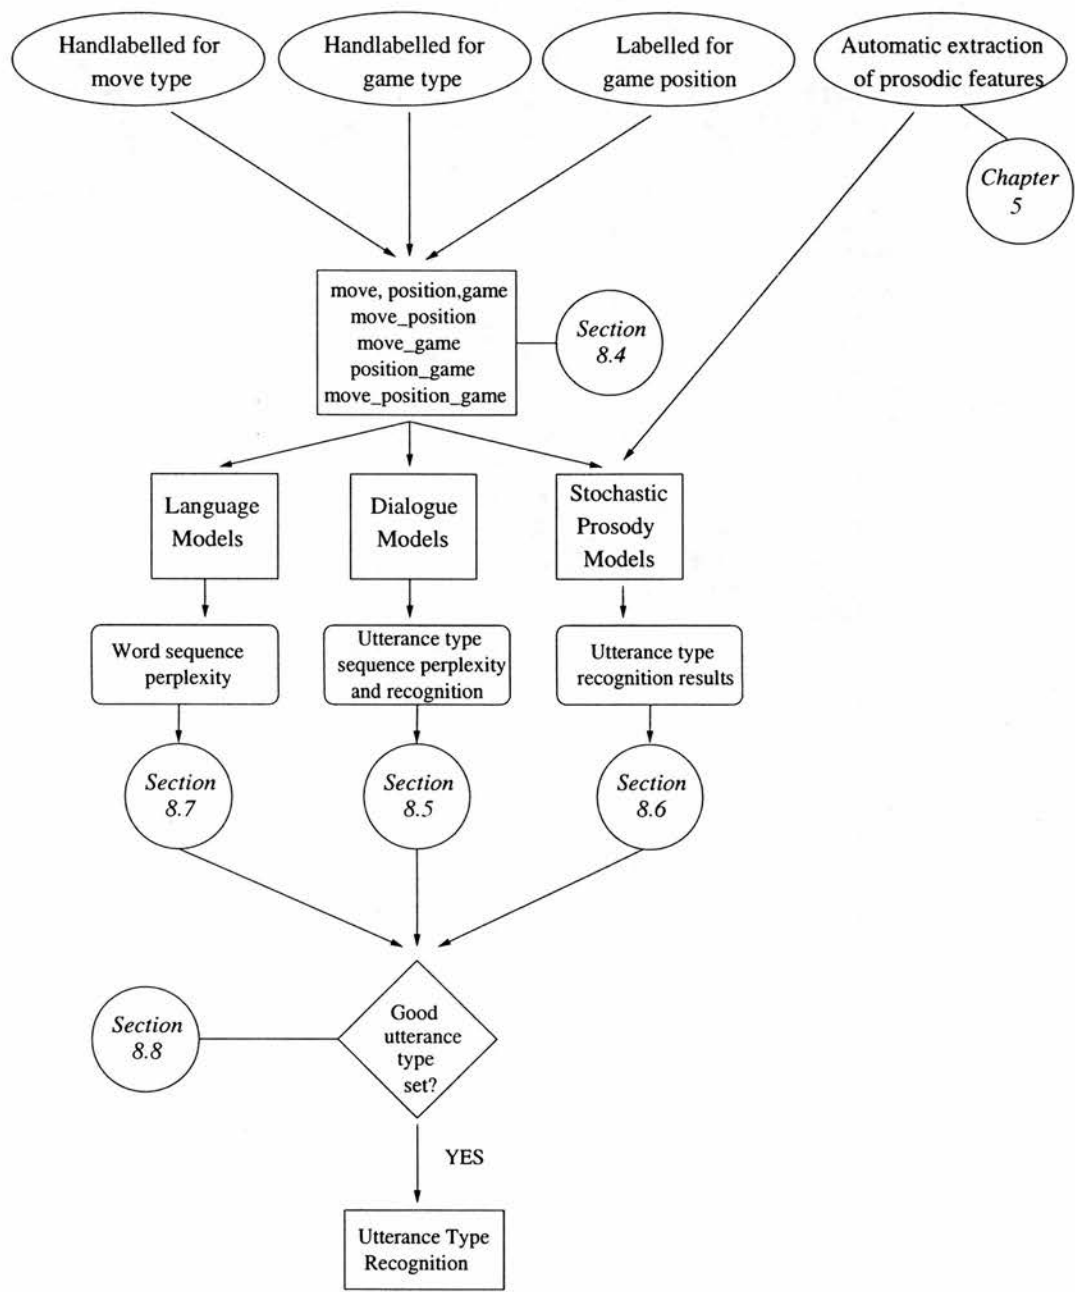 Handlabelled for
move type
Handlabelled for
game type
Labelled for
game position
Automatic extraction
of prosodic features
Chapter
5
move, position,game
move_position
move_game
position_game
move_position_game
Section
8.4
Language
Models
Dialogue
Models
Stochastic
Prosody
Models
Word sequence
perplexity
Utterance type
sequence perplexity
and recognition
Utterance type
recognition results
Section
8.7
Section
8.5
Section
8.6
Section
8.8
Good
utterance
type
set?
YES
Utterance Type
Recognition